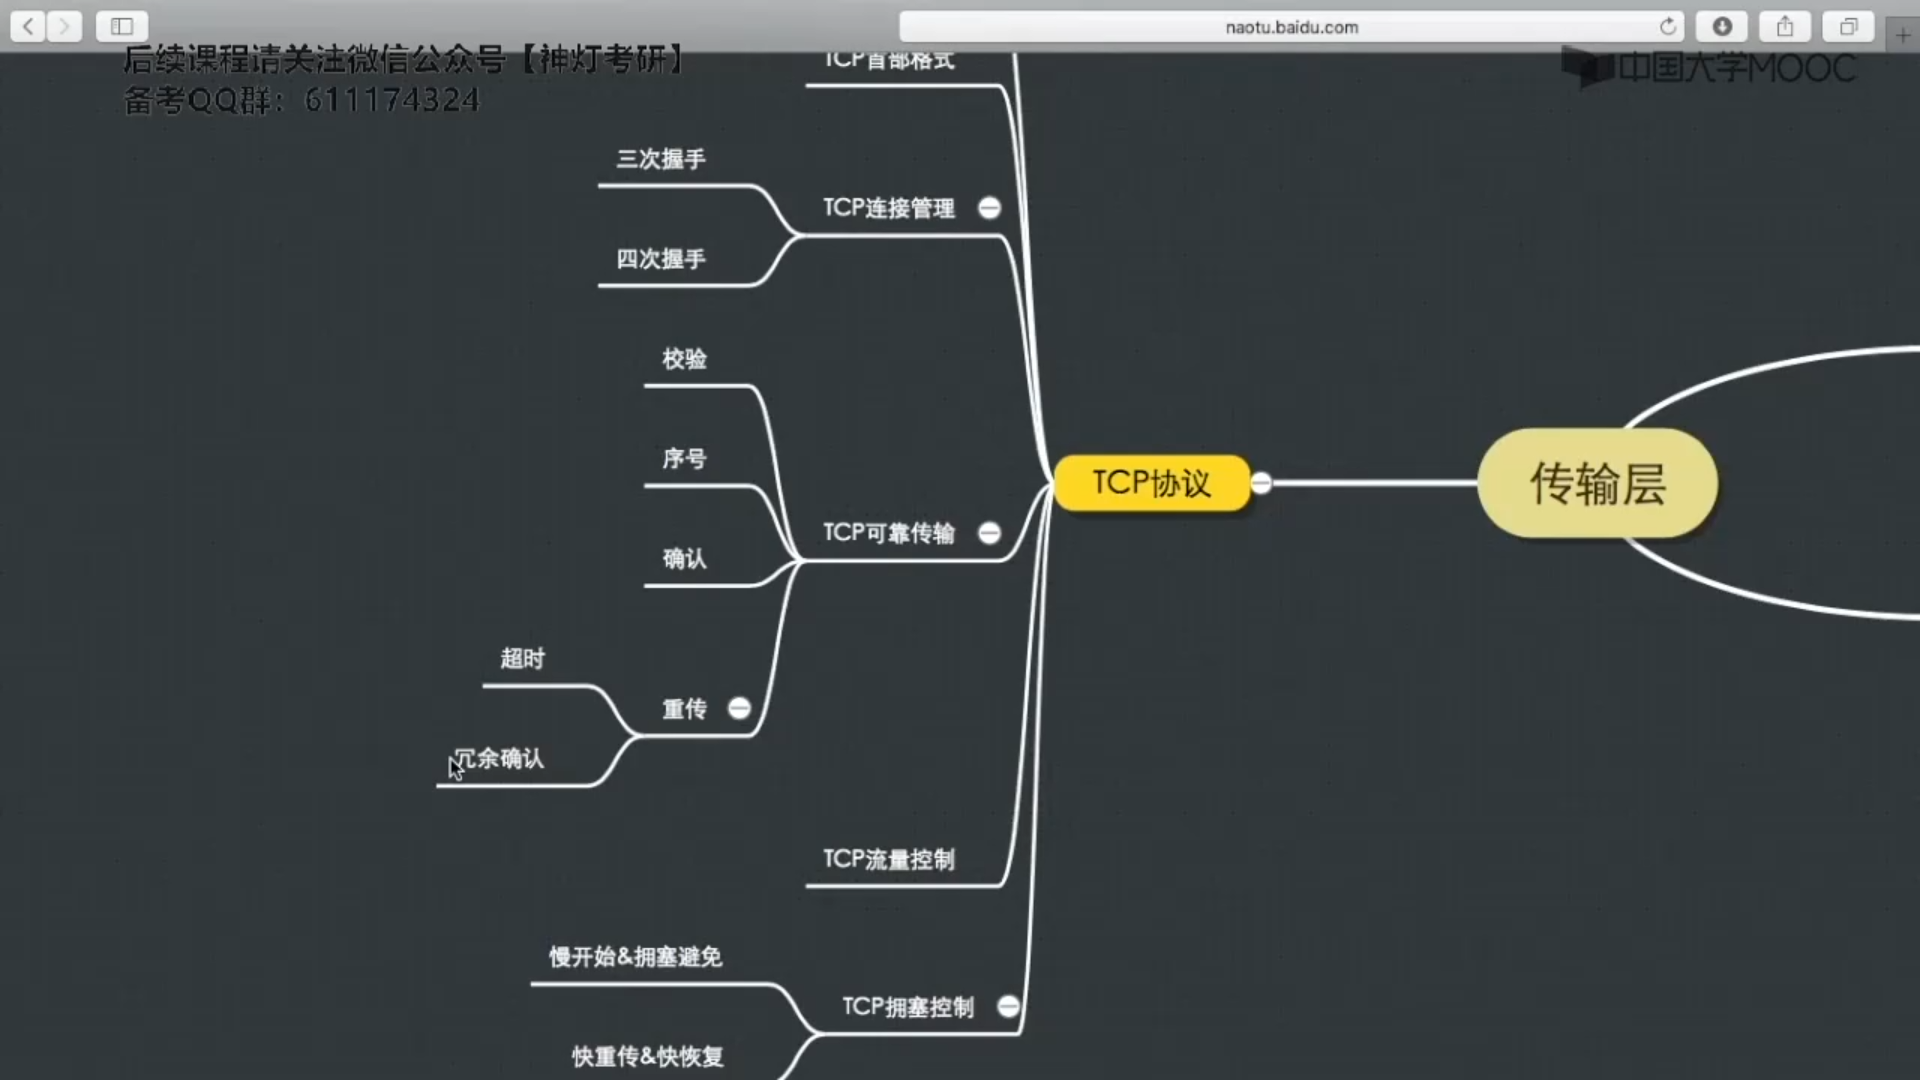 naotu.baidu.com
后续课程请关注微信公众号【神灯考研】
备考QQ群：611174324
中国大学MOOC
TCP首部格式
三次握手
TCP连接管理
四次握手
校验
序号
TCP可靠传输
确认
超时
重传
冗余确认
TCP流量控制
慢开始&拥塞避免
TCP拥塞控制
快重传&快恢复
TCP协议
传输层